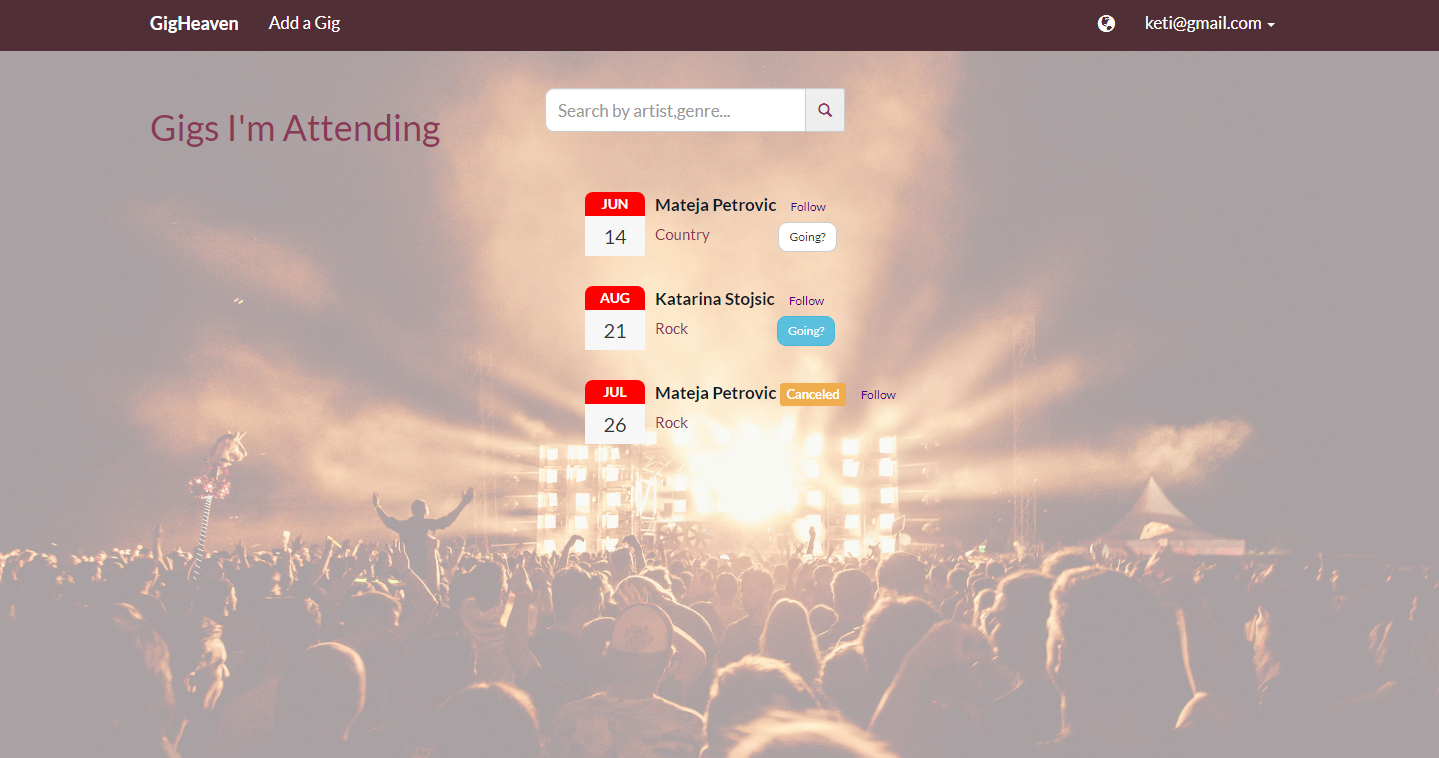 GigHeaven Add a Gig keti@gmail.com
Search by artist,genre...
Gigs I'm Attending
JUN Mateja Petrovic Follow
14 Country Going?
AUG Katarina Stojsic Follow
21 Rock Going?
JUL Mateja Petrovic Canceled Follow
26 Rock